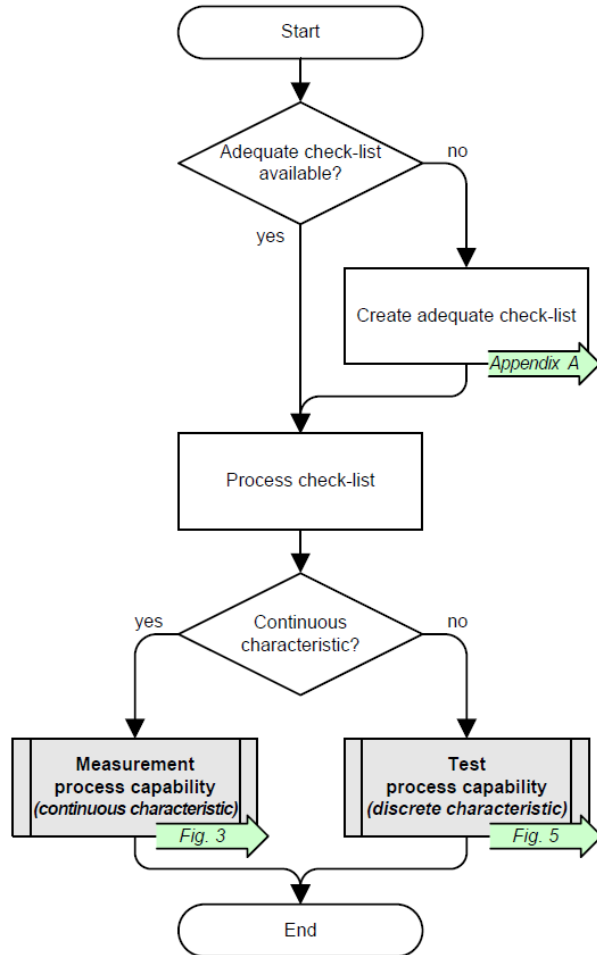 Start
Adequate check-list
available?
no
yes
Create adequate check-list
Appendix A
Process check-list
yes
Continuous
characteristic?
no
Measurement
process capability
(continuous characteristic)
Fig. 3
Test
process capability
(discrete characteristic)
Fig. 5
End